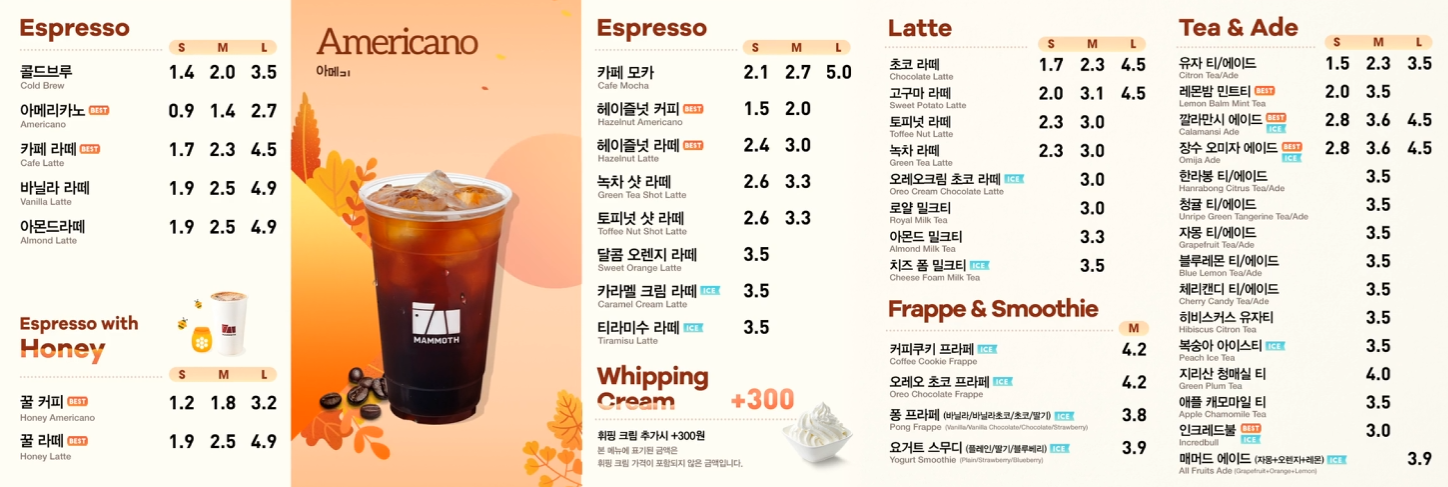 Espresso
S M L
콜드브루 1.4 2.0 3.5
Cold Brew
아메리카노 BEST 0.9 1.4 2.7
Americano
카페 라떼 BEST 1.7 2.3 4.5
Cafe Latte
바닐라 라떼 1.9 2.5 4.9
Vanilla Latte
아몬드라떼 1.9 2.5 4.9
Almond Latte
Espresso with
Honey
S M L
꿀 커피 BEST 1.2 1.8 3.2
Honey Americano
꿀 라떼 BEST 1.9 2.5 4.9
Honey Latte
Americano
MAMMOTH
Espresso
S M L
카페 모카 2.1 2.7 5.0
Cafe Mocha
헤이즐넛 커피 BEST 1.5 2.0
Hazelnut Americano
헤이즐넛 라떼 BEST 2.4 3.0
Hazelnut Latte
녹차 샷 라떼 2.6 3.3
Green Tea Shot Latte
토피넛 샷 라떼 2.6 3.3
Toffee Nut Shot Latte
달콤 오렌지 라떼 3.5
Sweet Orange Latte
카라멜 크림 라떼 ICE 3.5
Caramel Cream Latte
티라미수 라떼 ICE 3.5
Tiramisu Latte
Whipping
Cream +300
휘핑 크림 추가시 +300원
본 메뉴에 표기된 금액은
휘핑 크림 가격이 포함되지 않은 금액입니다.
Latte
S M L
초코 라떼 1.7 2.3 4.5
Chocolate Latte
고구마 라떼 2.0 3.1 4.5
Sweet Potato Latte
토피넛 라떼 2.3 3.0
Toffee Nut Latte
녹차 라떼 2.3 3.0
Green Tea Latte
오레오크림 초코 라떼 ICE 3.0
Oreo Cream Chocolate Latte
로얄 밀크티 3.0
Royal Milk Tea
아몬드 밀크티 3.3
Almond Milk Tea
치즈 폼 밀크티 ICE 3.5
Cheese Foam Milk Tea
Frappe & Smoothie
M
커피쿠키 프라페 ICE 4.2
Coffee Cookie Frappe
오레오 초코 프라페 ICE 4.2
Oreo Chocolate Frappe
퐁 프라페 (바닐라/바닐라초코/초코/딸기) ICE 3.8
Pong Frappe (Vanilla/Vanilla Chocolate/Chocolate/Strawberry)
요거트 스무디 (플레인/딸기/블루베리) ICE 3.9
Yogurt Smoothie (Plain/Strawberry/Blueberry)
Tea & Ade
S M L
유자 티/에이드 1.5 2.3 3.5
Citron Tea/Ade
레몬밤 민트티 BEST 2.0 3.5
Lemon Balm Mint Tea
깔라만시 에이드 BEST 2.8 3.6 4.5
Calamansi Ade ICE
장수 오미자 에이드 BEST 2.8 3.6 4.5
Omija Ade ICE
한라봉 티/에이드 3.5
Hanrabong Citrus Tea/Ade
청귤 티/에이드 3.5
Unripe Green Tangerine Tea/Ade
자몽 티/에이드 3.5
Grapefruit Tea/Ade
블루레몬 티/에이드 3.5
Blue Lemon Tea/Ade
체리캔디 티/에이드 3.5
Cherry Candy Tea/Ade
히비스커스 유자티 3.5
Hibiscus Citron Tea
복숭아 아이스티 ICE 3.5
Peach Ice Tea
지리산 청매실 티 4.0
Green Plum Tea
애플 캐모마일 티 3.5
Apple Chamomile Tea
인크레드불 BEST 3.0
Incredbull ICE
매머드 에이드 (자몽+오렌지+레몬) ICE 3.9
All Fruits Ade (Grapefruit+Orange+Lemon)